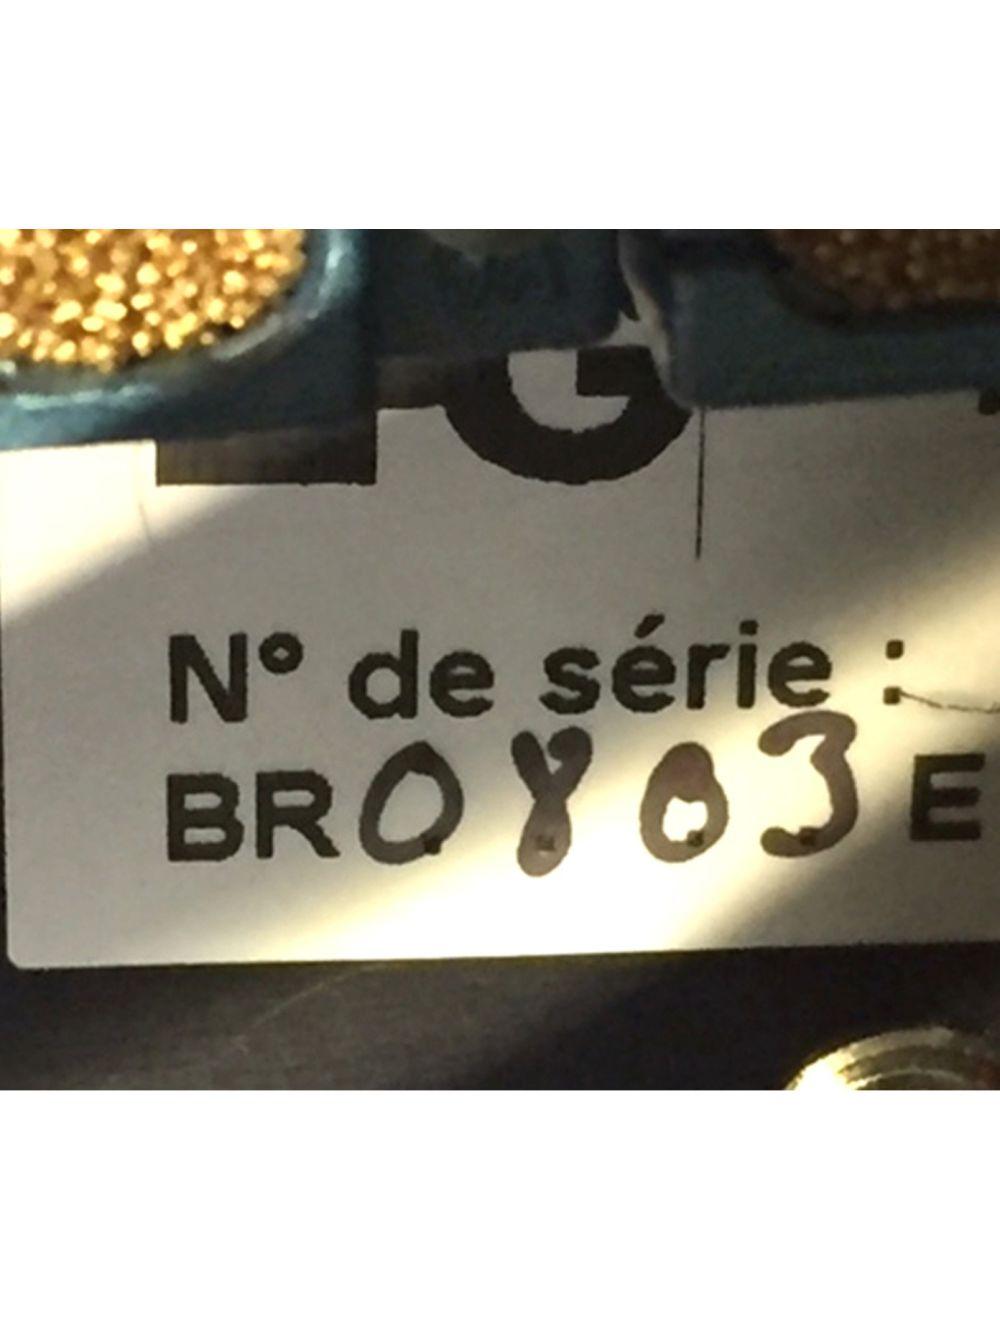 G
N° de série :
BR0803E